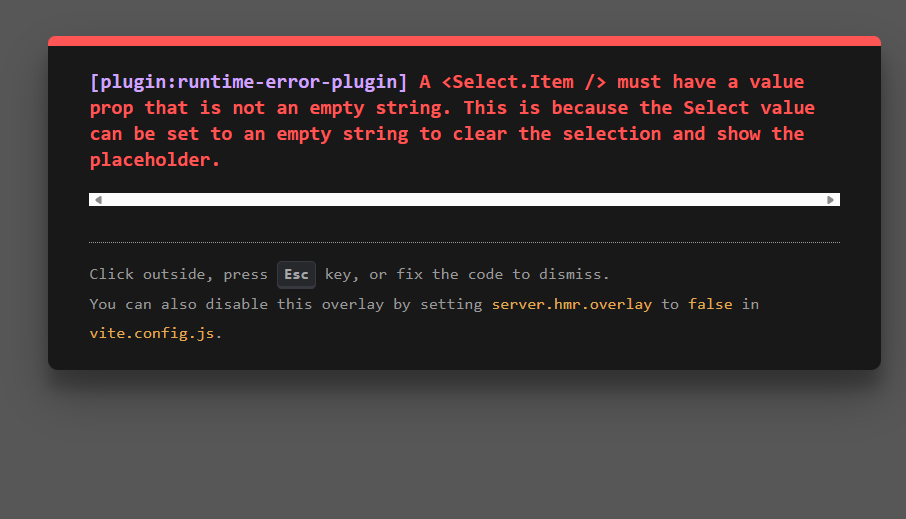 [plugin:runtime-error-plugin] A <Select.Item /> must have a value
prop that is not an empty string. This is because the Select value
can be set to an empty string to clear the selection and show the
placeholder.
Click outside, press Esc key, or fix the code to dismiss.
You can also disable this overlay by setting server.hmr.overlay to false in
vite.config.js.